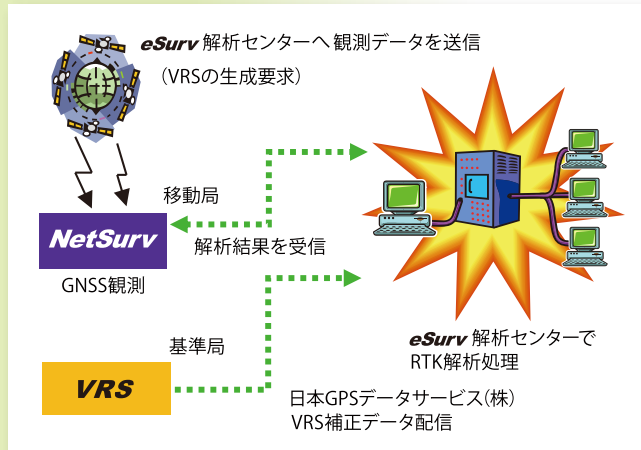 eSurv 解析センターへ 観測データを送信
（VRSの生成要求）
移動局
NetSurv
解析結果を受信
GNSS観測
eSurv 解析センターで
RTK解析処理
基準局
VRS
日本GPSデータサービス（株）
VRS補正データ配信